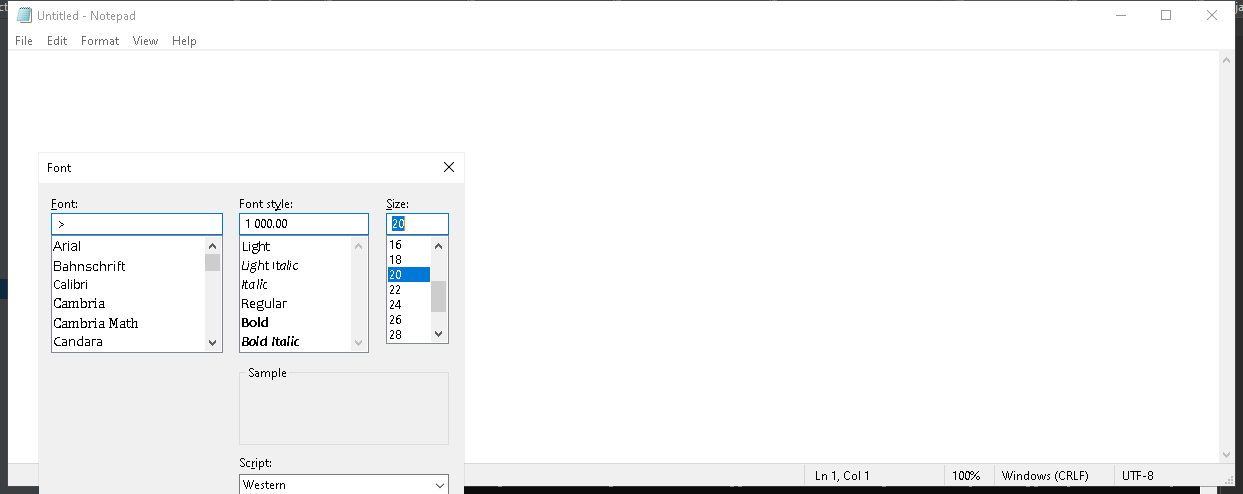 Untitled - Notepad
File Edit Format View Help
Font
Font: Font style: Size:
> 1 000.00 20
Arial Light 16
Bahnschrift Light Italic 18
Calibri Italic 20
Cambria Regular 22
Cambria Math Bold 24
Candara Bold Italic 26
28
Sample
Script:
Western
Ln 1, Col 1 100% Windows (CRLF) UTF-8